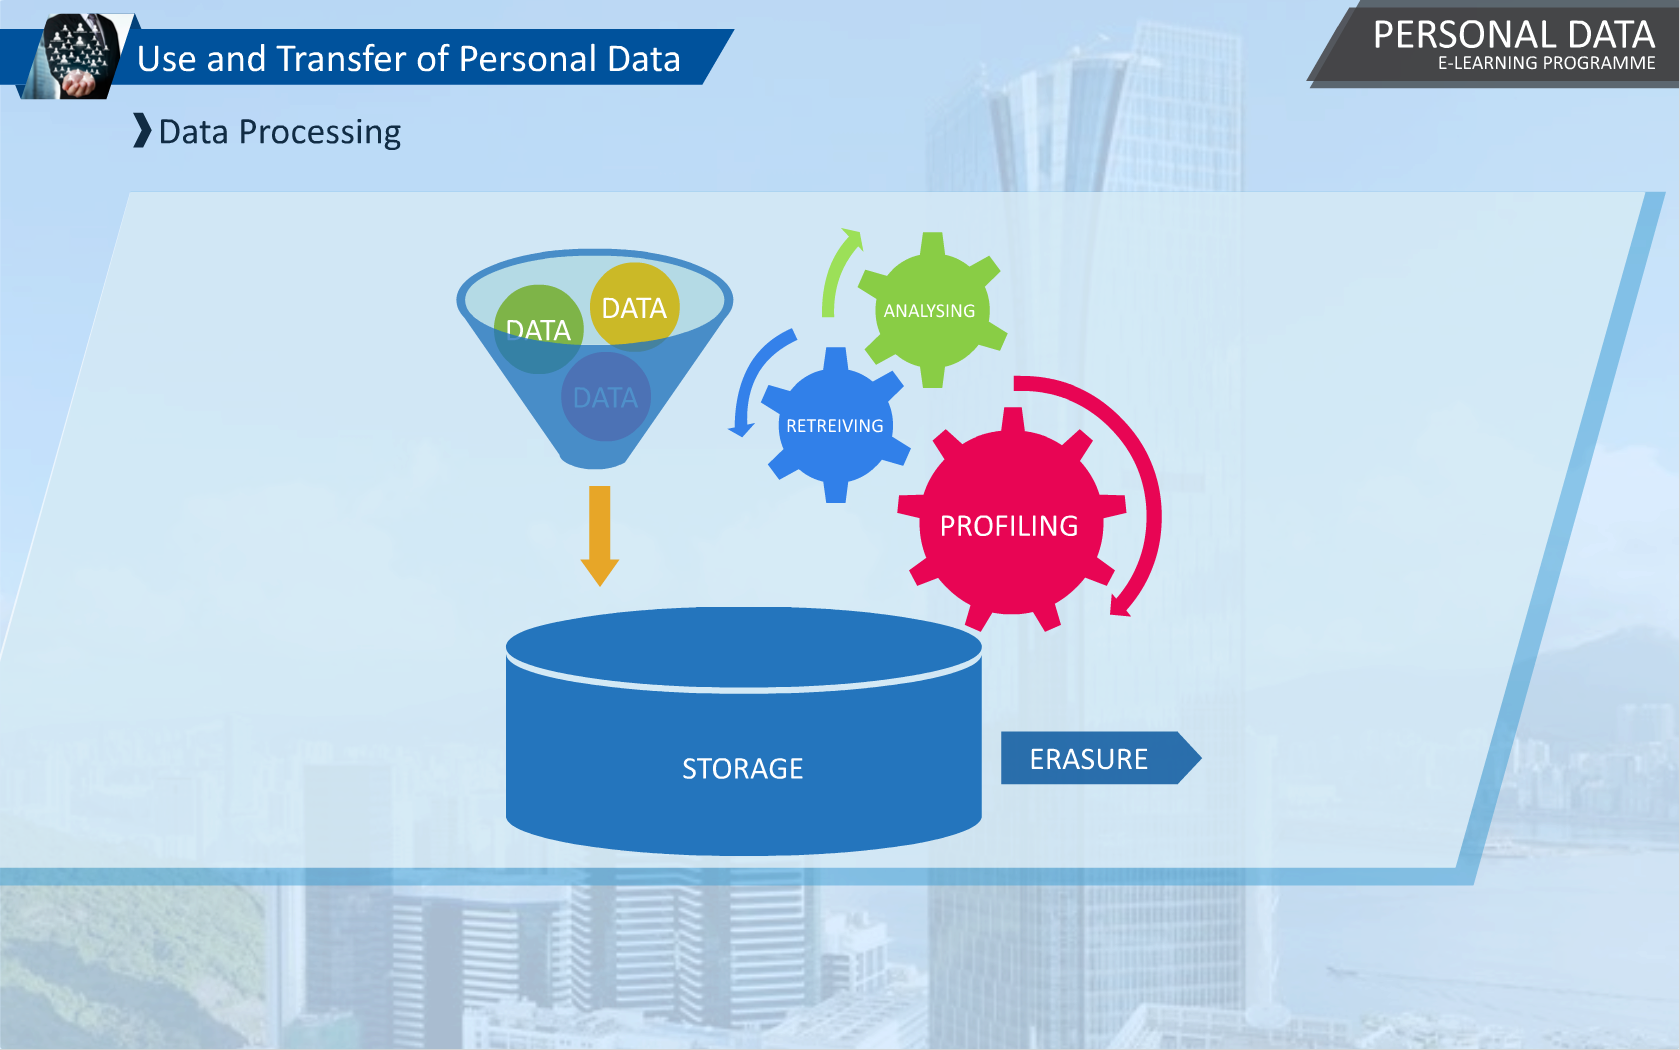 Use and Transfer of Personal Data
PERSONAL DATA
E-LEARNING PROGRAMME
Data Processing
DATA
DATA
DATA
ANALYSING
RETREIVING
PROFILING
STORAGE
ERASURE